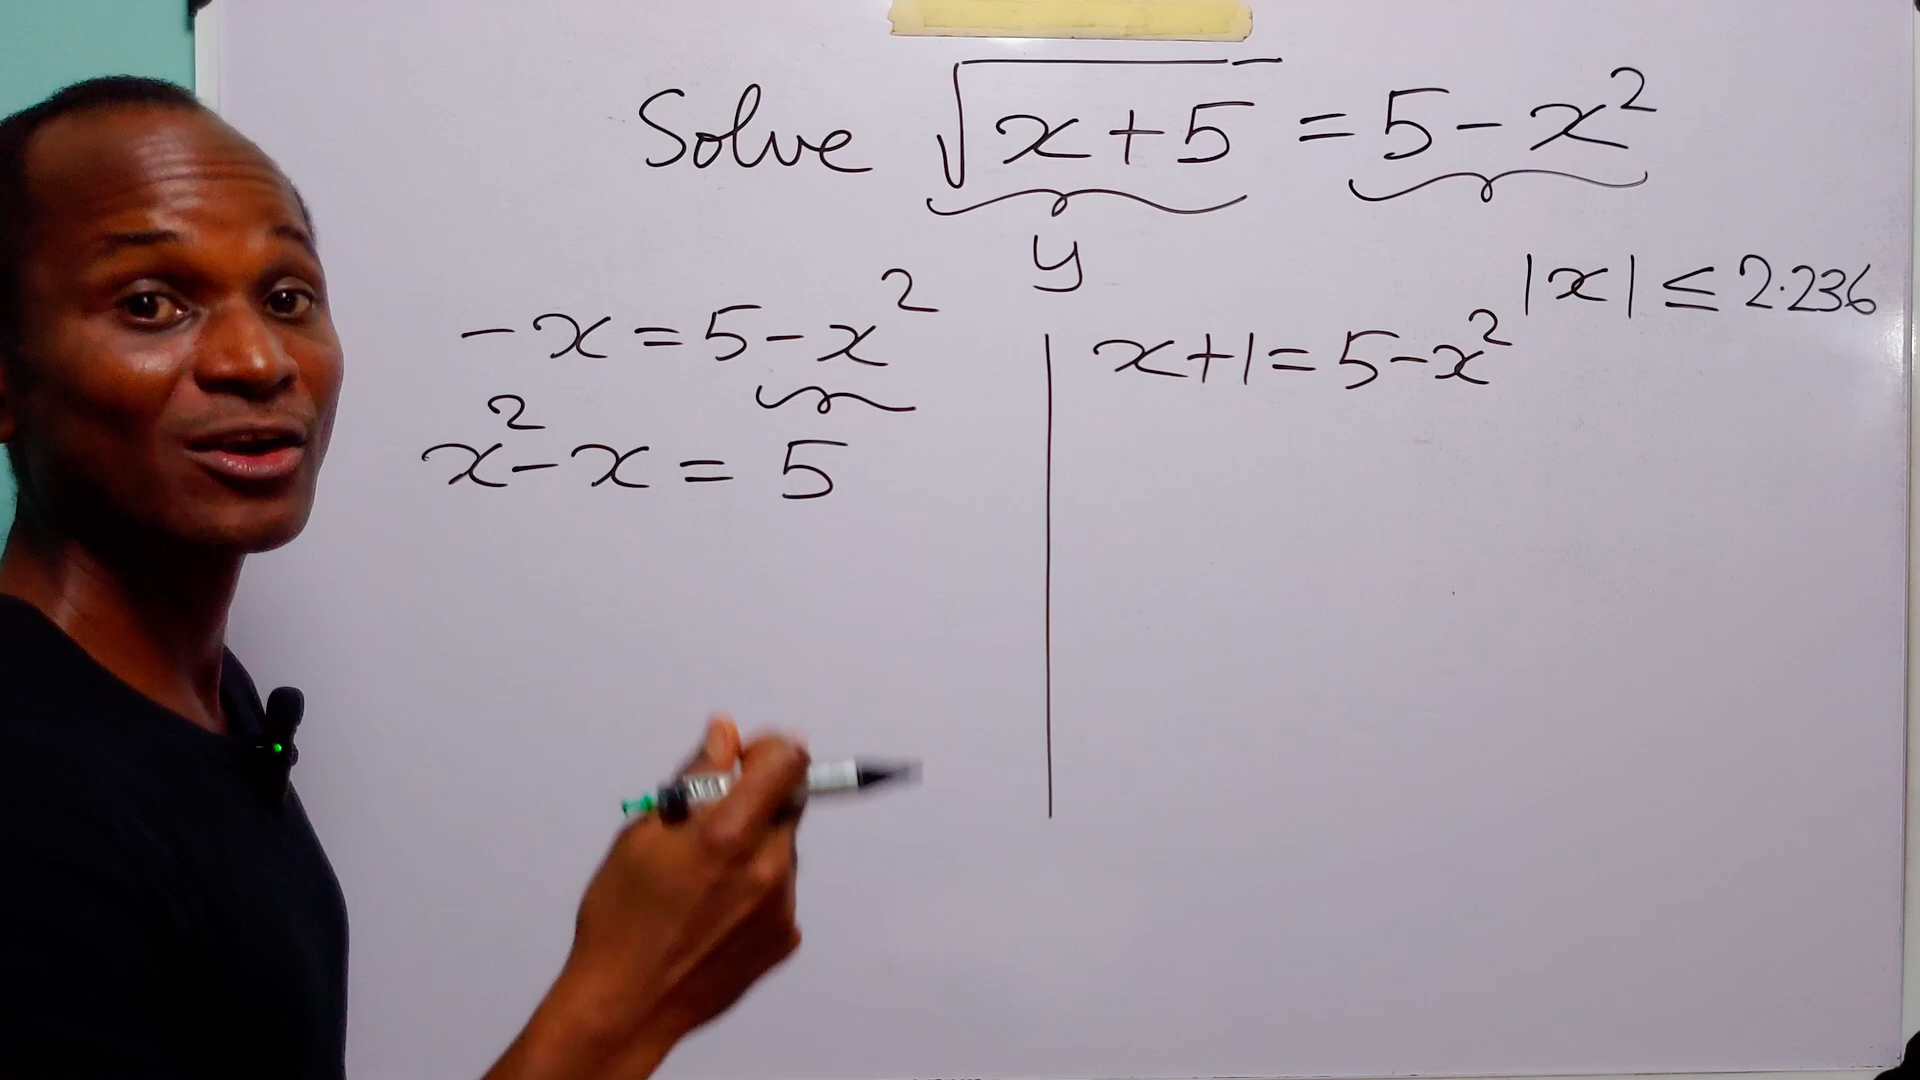 Solve √(x+5) = 5-x²
y
|x| ≤ 2.236
-x = 5-x²
x+1 = 5-x²
x²-x = 5